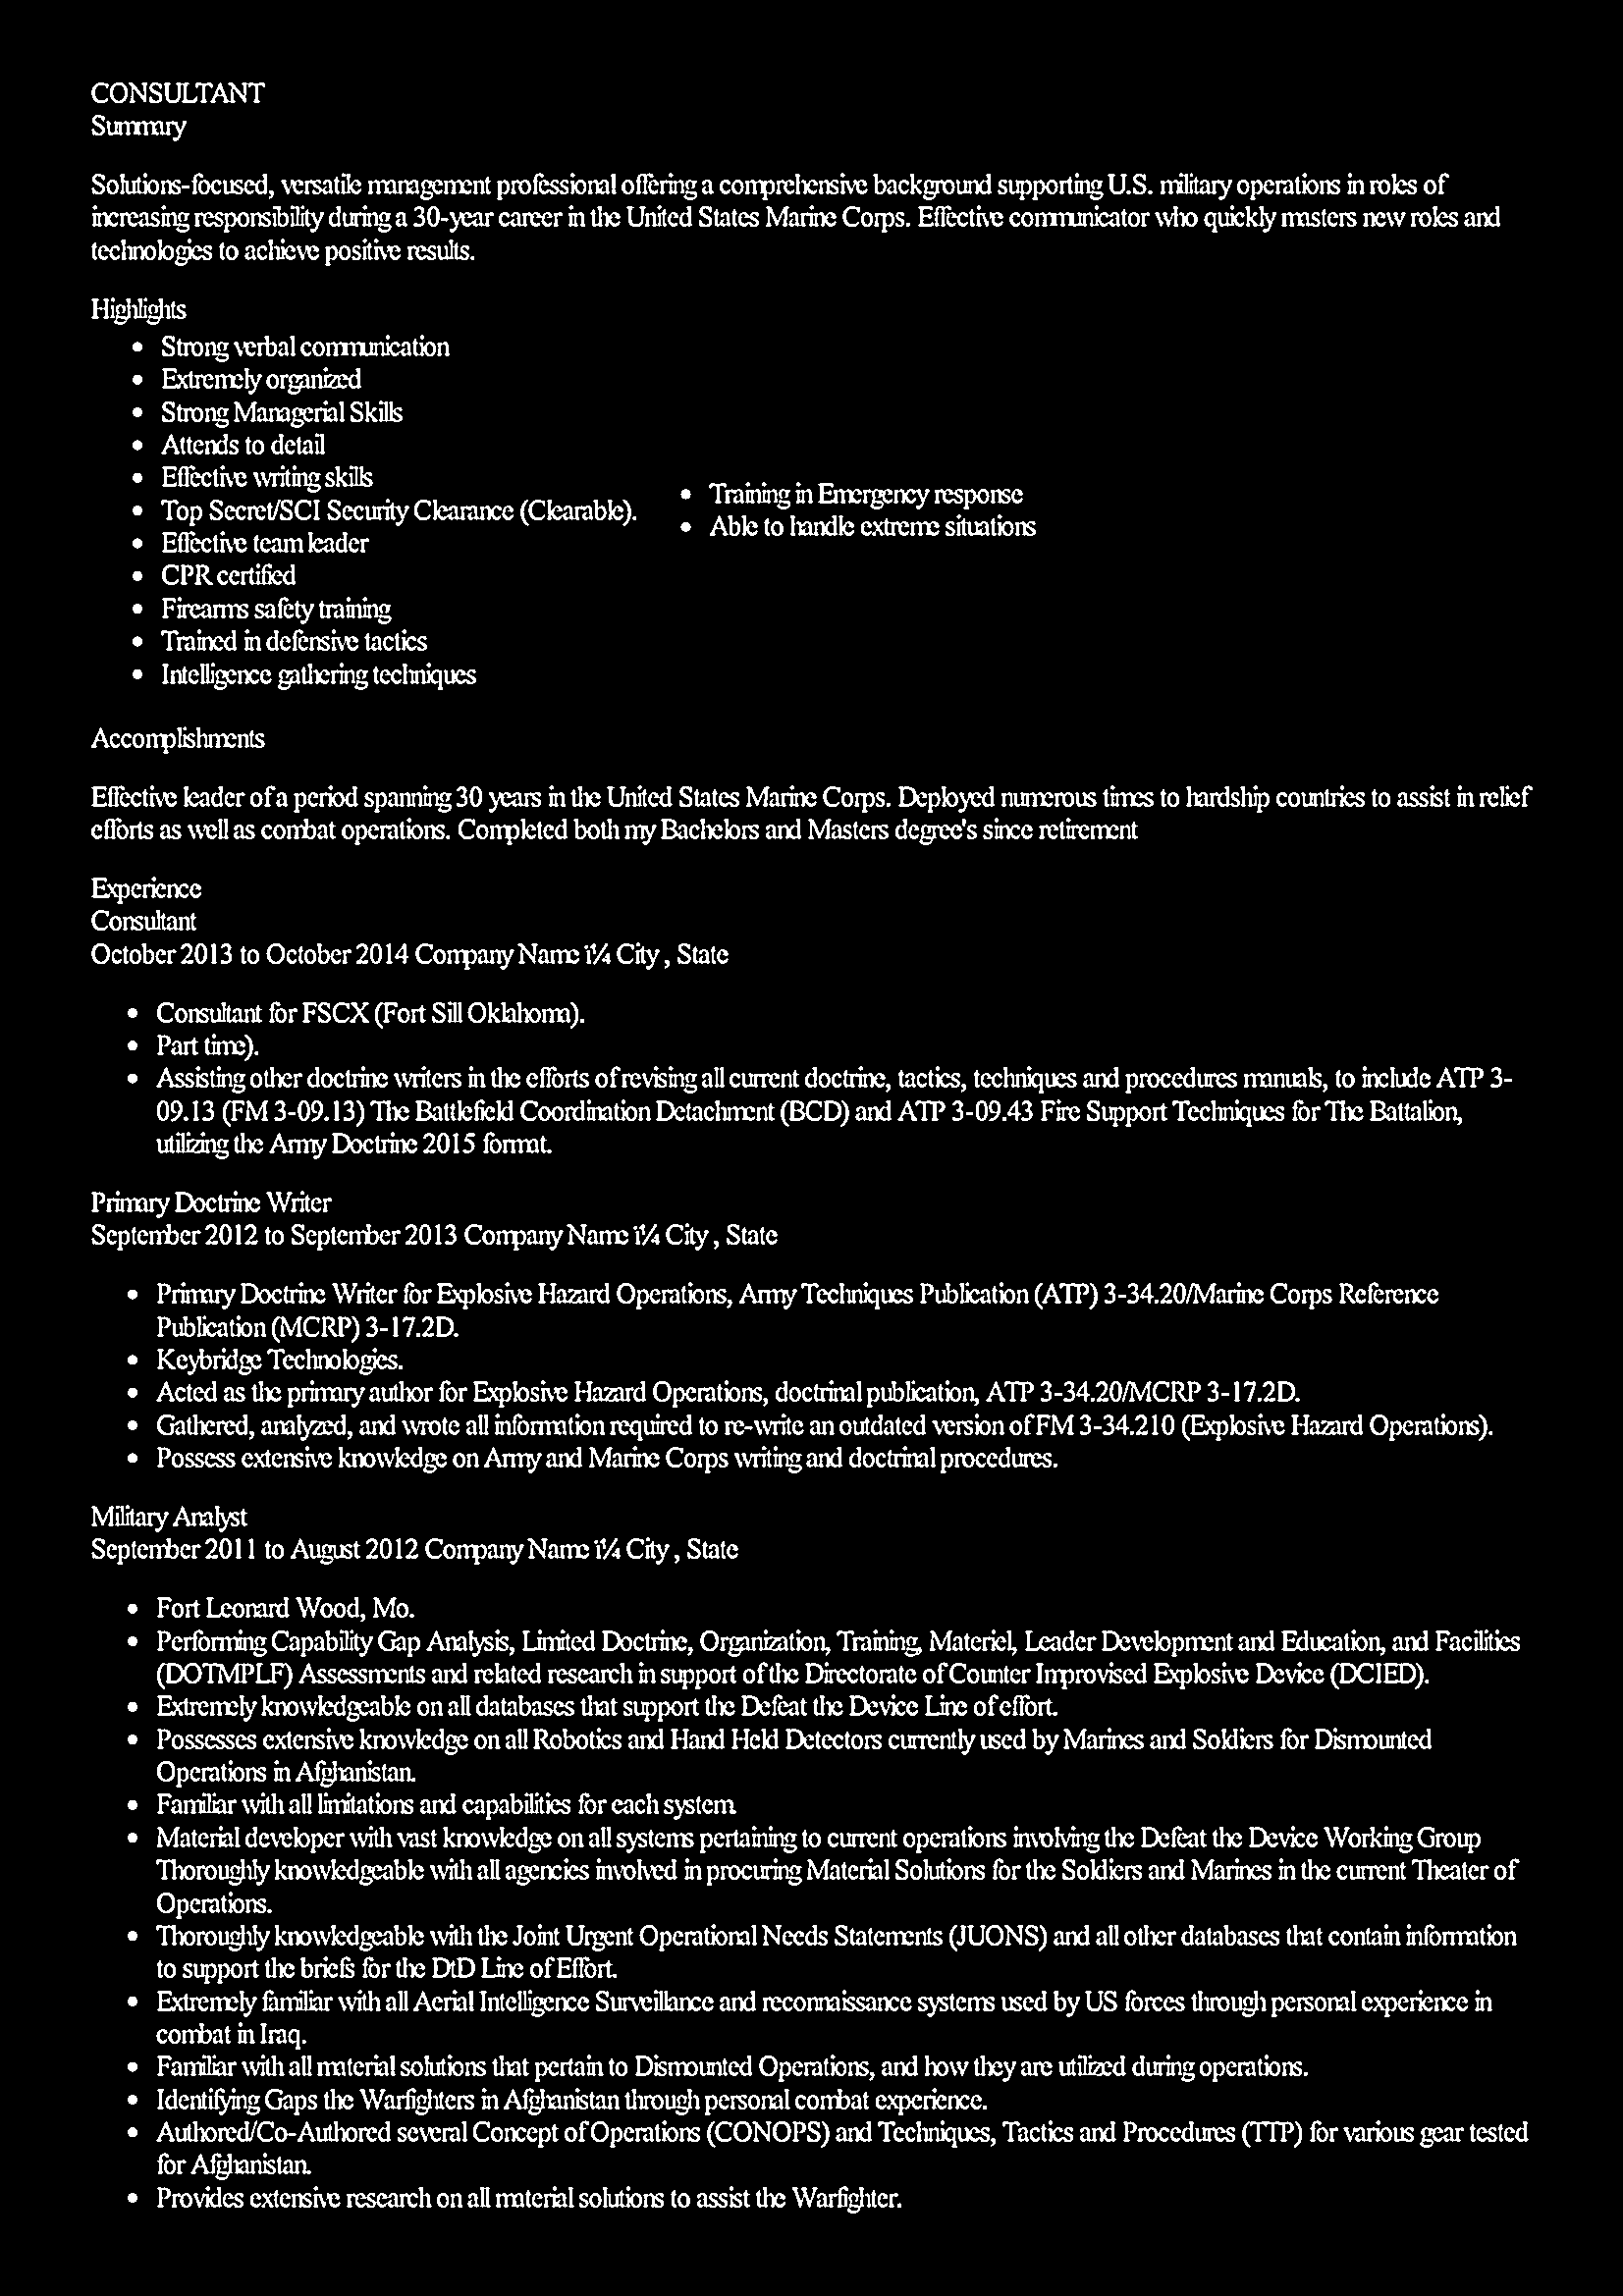 CONSULTANT
Summary
Solutions-focused, versatile management professional offering a comprehensive background supporting U.S. military operations in roles of
increasing responsibility during a 30-year career in the United States Marine Corps. Effective communicator who quickly masters new roles and
technologies to achieve positive results.
Highlights
• Strong verbal communication
• Extremely organized
• Strong Managerial Skills
• Attends to detail
• Effective writing skills
• Top Secret/SCI Security Clearance (Clearable).
• Effective team leader
• CPR certified
• Firearms safety training
• Trained in defensive tactics
• Intelligence gathering techniques
• Training in Emergency response
• Able to handle extreme situations
Accomplishments
Effective leader of a period spanning 30 years in the United States Marine Corps. Deployed numerous times to hardship countries to assist in relief
efforts as well as combat operations. Completed both my Bachelors and Masters degree's since retirement
Experience
Consultant
October 2013 to October 2014 Company Name ï¼ City , State
• Consultant for FSCX (Fort Sill Oklahoma).
• Part time).
• Assisting other doctrine writers in the efforts of revising all current doctrine, tactics, techniques and procedures manuals, to include ATP 3-
09.13 (FM 3-09.13) The Battlefield Coordination Detachment (BCD) and ATP 3-09.43 Fire Support Techniques for The Battalion,
utilizing the Army Doctrine 2015 format.
Primary Doctrine Writer
September 2012 to September 2013 Company Name ï¼ City , State
• Primary Doctrine Writer for Explosive Hazard Operations, Army Techniques Publication (ATP) 3-34.20/Marine Corps Reference
Publication (MCRP) 3-17.2D.
• Keybridge Technologies.
• Acted as the primary author for Explosive Hazard Operations, doctrinal publication, ATP 3-34.20/MCRP 3-17.2D.
• Gathered, analyzed, and wrote all information required to re-write an outdated version of FM 3-34.210 (Explosive Hazard Operations).
• Possess extensive knowledge on Army and Marine Corps writing and doctrinal procedures.
Military Analyst
September 2011 to August 2012 Company Name ï¼ City , State
• Fort Leonard Wood, Mo.
• Performing Capability Gap Analysis, Limited Doctrine, Organization, Training, Materiel, Leader Development and Education, and Facilities
(DOTMPLF) Assessments and related research in support of the Directorate of Counter Improvised Explosive Device (DCIED).
• Extremely knowledgeable on all databases that support the Defeat the Device Line of effort.
• Possesses extensive knowledge on all Robotics and Hand Held Detectors currently used by Marines and Soldiers for Dismounted
Operations in Afghanistan.
• Familiar with all limitations and capabilities for each system.
• Material developer with vast knowledge on all systems pertaining to current operations involving the Defeat the Device Working Group
Thoroughly knowledgeable with all agencies involved in procuring Material Solutions for the Soldiers and Marines in the current Theater of
Operations.
• Thoroughly knowledgeable with the Joint Urgent Operational Needs Statements (JUONS) and all other databases that contain information
to support the briefs for the DtD Line of Effort.
• Extremely familiar with all Aerial Intelligence Surveillance and reconnaissance systems used by US forces through personal experience in
combat in Iraq.
• Familiar with all material solutions that pertain to Dismounted Operations, and how they are utilized during operations.
• Identifying Gaps the Warfighters in Afghanistan through personal combat experience.
• Authored/Co-Authored several Concept of Operations (CONOPS) and Techniques, Tactics and Procedures (TTP) for various gear tested
for Afghanistan.
• Provides extensive research on all material solutions to assist the Warfighter.